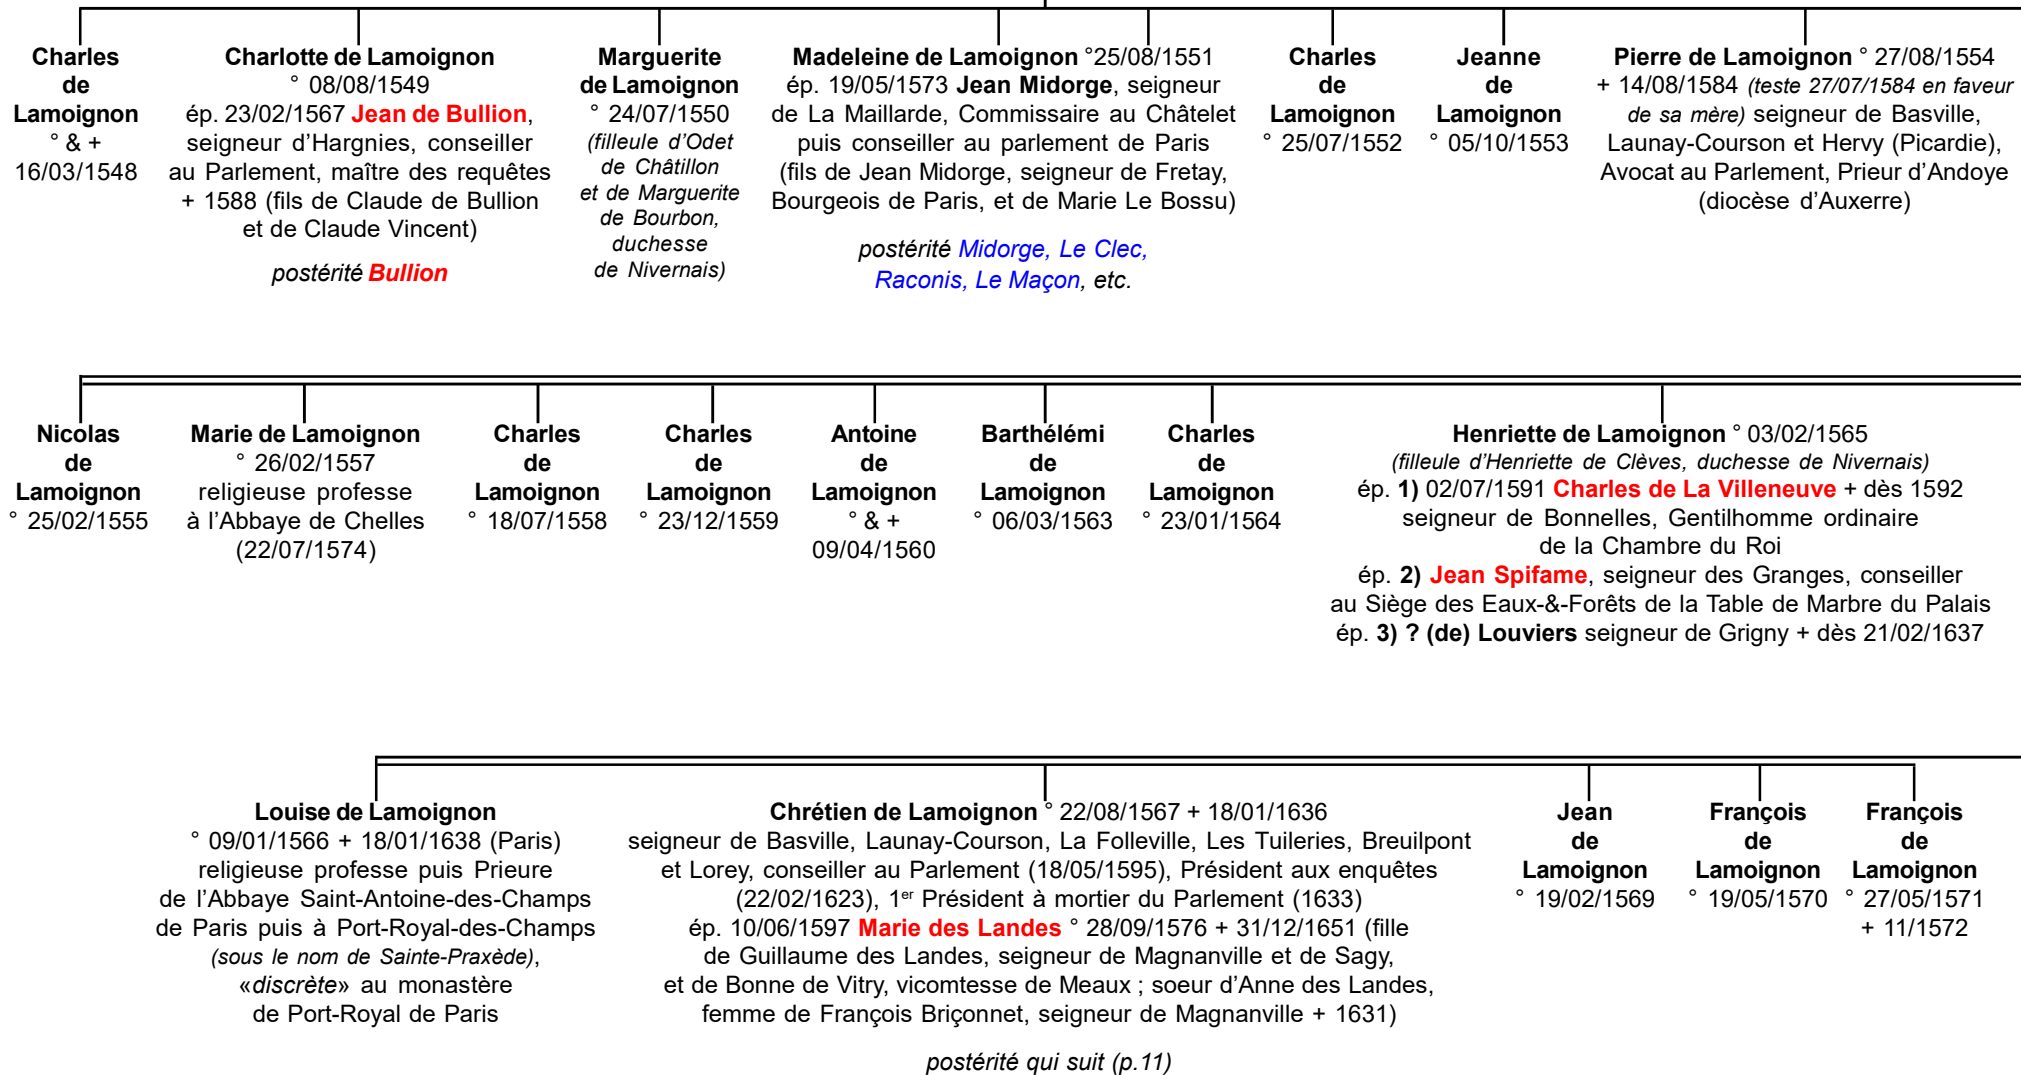 Charles
de
Lamoignon
° & +
16/03/1548
Charlotte de Lamoignon
° 08/08/1549
ép. 23/02/1567 Jean de Bullion,
seigneur d'Hargnies, conseiller
au Parlement, maître des requêtes
+ 1588 (fils de Claude de Bullion
et de Claude Vincent)
postérité Bullion
Marguerite
de Lamoignon
° 24/07/1550
(filleule d'Odet
de Châtillon
et de Marguerite
de Bourbon,
duchesse
de Nivernais)
Madeleine de Lamoignon °25/08/1551
ép. 19/05/1573 Jean Midorge, seigneur
de La Maillarde, Commissaire au Châtelet
puis conseiller au parlement de Paris
(fils de Jean Midorge, seigneur de Fretay,
Bourgeois de Paris, et de Marie Le Bossu)
postérité Midorge, Le Clec,
Raconis, Le Maçon, etc.
Charles
de
Lamoignon
° 25/07/1552
Jeanne
de
Lamoignon
° 05/10/1553
Pierre de Lamoignon ° 27/08/1554
+ 14/08/1584 (teste 27/07/1584 en faveur
de sa mère) seigneur de Basville,
Launay-Courson et Hervy (Picardie),
Avocat au Parlement, Prieur d'Andoye
(diocèse d'Auxerre)
Nicolas
de
Lamoignon
° 25/02/1555
Marie de Lamoignon
° 26/02/1557
religieuse professe
à l'Abbaye de Chelles
(22/07/1574)
Charles
de
Lamoignon
° 18/07/1558
Charles
de
Lamoignon
° 23/12/1559
Antoine
de
Lamoignon
° & +
09/04/1560
Barthélémi
de
Lamoignon
° 06/03/1563
Charles
de
Lamoignon
° 23/01/1564
Henriette de Lamoignon ° 03/02/1565
(filleule d'Henriette de Clèves, duchesse de Nivernais)
ép. 1) 02/07/1591 Charles de La Villeneuve + dès 1592
seigneur de Bonnelles, Gentilhomme ordinaire
de la Chambre du Roi
ép. 2) Jean Spifame, seigneur des Granges, conseiller
au Siège des Eaux-&-Forêts de la Table de Marbre du Palais
ép. 3) ? (de) Louviers seigneur de Grigny + dès 21/02/1637
Louise de Lamoignon
° 09/01/1566 + 18/01/1638 (Paris)
religieuse professe puis Prieure
de l'Abbaye Saint-Antoine-des-Champs
de Paris puis à Port-Royal-des-Champs
(sous le nom de Sainte-Praxède),
«discrète» au monastère
de Port-Royal de Paris
Chrétien de Lamoignon ° 22/08/1567 + 18/01/1636
seigneur de Basville, Launay-Courson, La Folleville, Les Tuileries, Breuilpont
et Lorey, conseiller au Parlement (18/05/1595), Président aux enquêtes
(22/02/1623), 1er Président à mortier du Parlement (1633)
ép. 10/06/1597 Marie des Landes ° 28/09/1576 + 31/12/1651 (fille
de Guillaume des Landes, seigneur de Magnanville et de Sagy,
et de Bonne de Vitry, vicomtesse de Meaux ; soeur d'Anne des Landes,
femme de François Briçonnet, seigneur de Magnanville + 1631)
postérité qui suit (p.11)
Jean
de
Lamoignon
° 19/02/1569
François
de
Lamoignon
° 19/05/1570
François
de
Lamoignon
° 27/05/1571
+ 11/1572